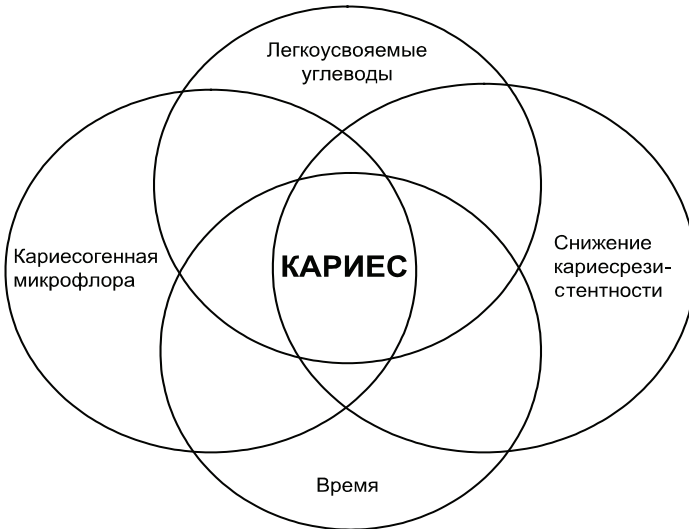 Легкоусвояемые
углеводы
Кариесогенная
микрофлора
КАРИЕС
Снижение
кариесрези-
стентности
Время